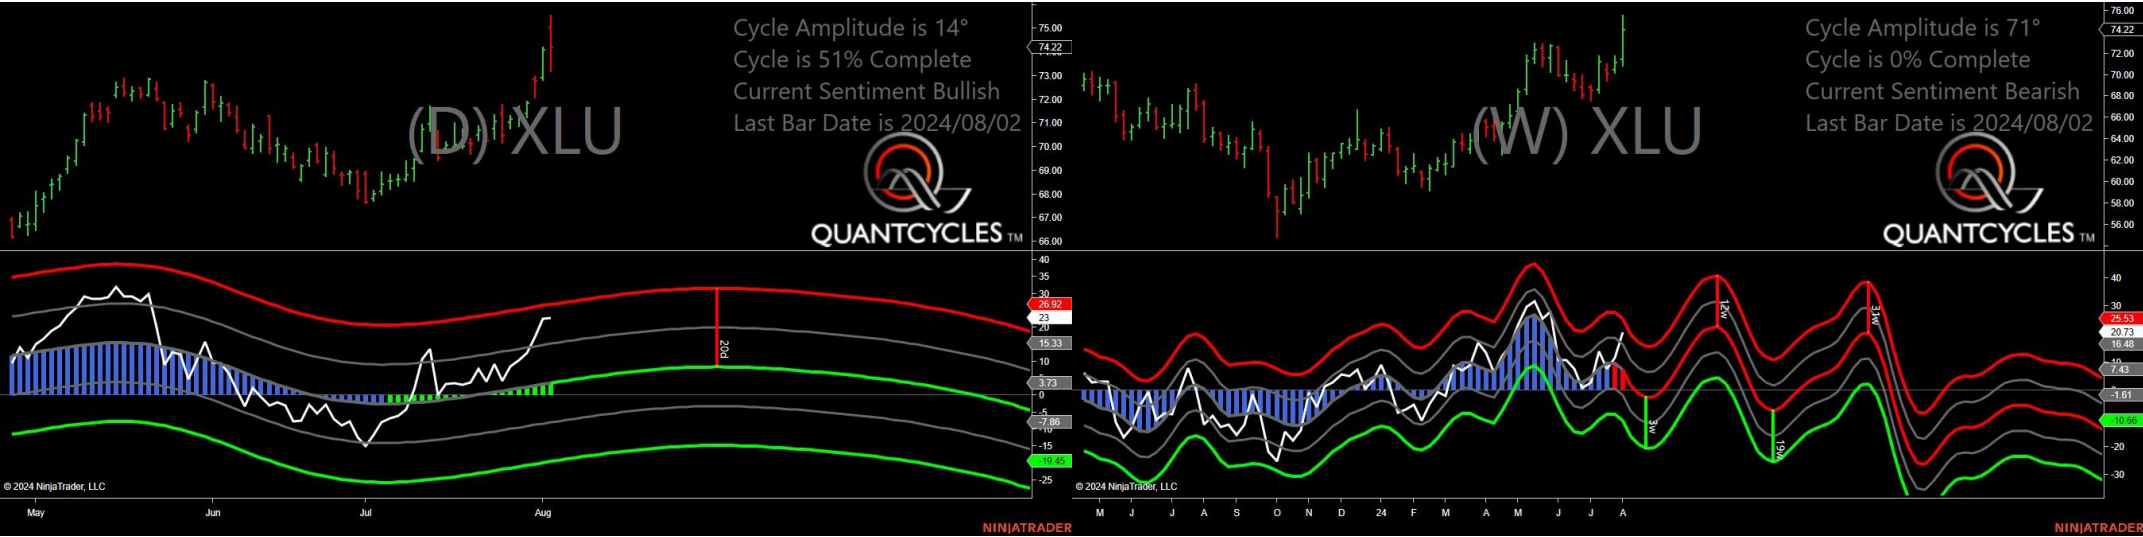 Cycle Amplitude is 14°
Cycle is 51% Complete
Current Sentiment Bullish
Last Bar Date is 2024/08/02
(D) XLU
QUANTCYCLES TM
75.00
74.22
73.00
72.00
71.00
70.00
69.00
68.00
67.00
66.00
40
35
30
26.92
23
20
15.33
10
3.73
0
-5
-7.86
-10
-15
-19.45
-25
20d
© 2024 NinjaTrader, LLC
May Jun Jul Aug
NINJATRADER
Cycle Amplitude is 71°
Cycle is 0% Complete
Current Sentiment Bearish
Last Bar Date is 2024/08/02
(W) XLU
QUANTCYCLES TM
76.00
74.22
72.00
70.00
68.00
66.00
64.00
62.00
60.00
58.00
56.00
40
30
25.53
20.73
16.48
10
7.43
-1.61
-10.66
-20
-30
3w
12w
19w
31w
© 2024 NinjaTrader, LLC
M J J A S O N D 24 F M A M J J A
NINJATRADER